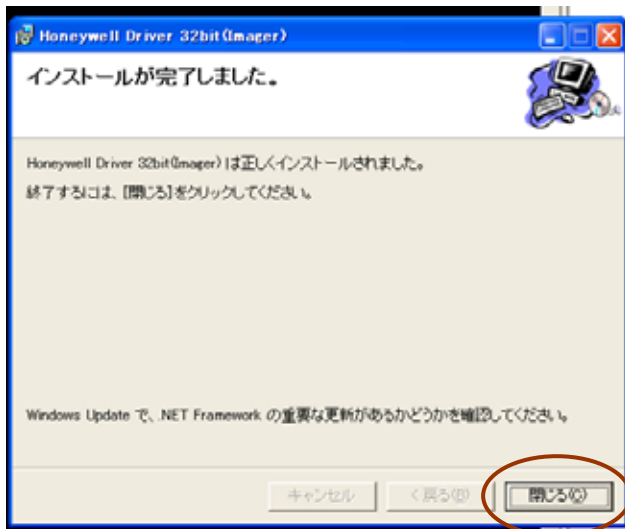 Honeywell Driver 32bit(Imager)
インストールが完了しました。
Honeywell Driver 32bit(Imager) は正しくインストールされました。
終了するには、[閉じる]をクリックしてください。
Windows Update で、.NET Framework の重要な更新があるかどうかを確認してください。
キャンセル
< 戻る(B)
閉じる(C)